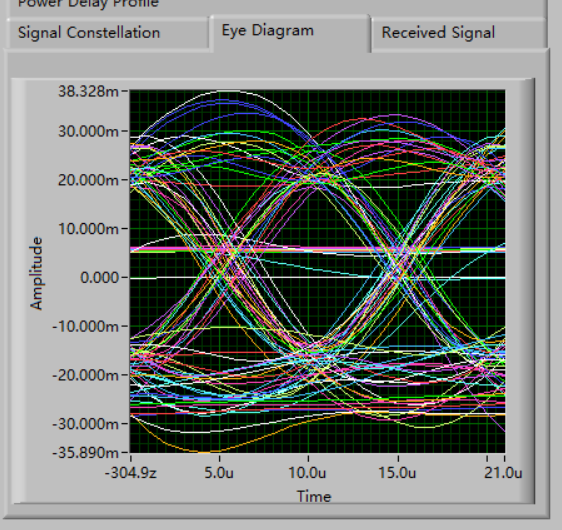 Power Delay Profile
Signal Constellation
Eye Diagram
Received Signal
38.328m
30.000m
20.000m
10.000m
0.000
-10.000m
-20.000m
-30.000m
-35.890m
Amplitude
-304.9z 5.0u 10.0u 15.0u 21.0u
Time